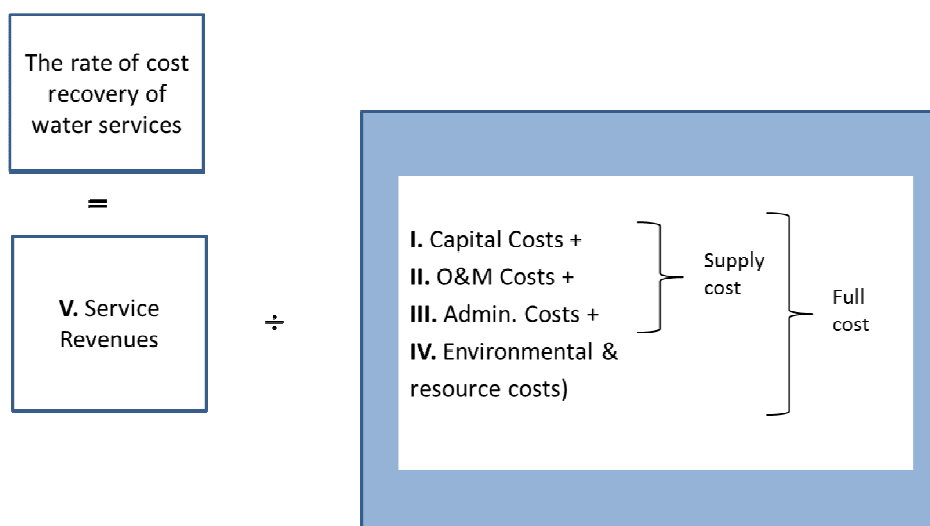 The rate of cost
recovery of
water services
=
V. Service
Revenues
÷
I. Capital Costs +
II. O&M Costs +
III. Admin. Costs +
IV. Environmental &
resource costs)
Supply
cost
Full
cost